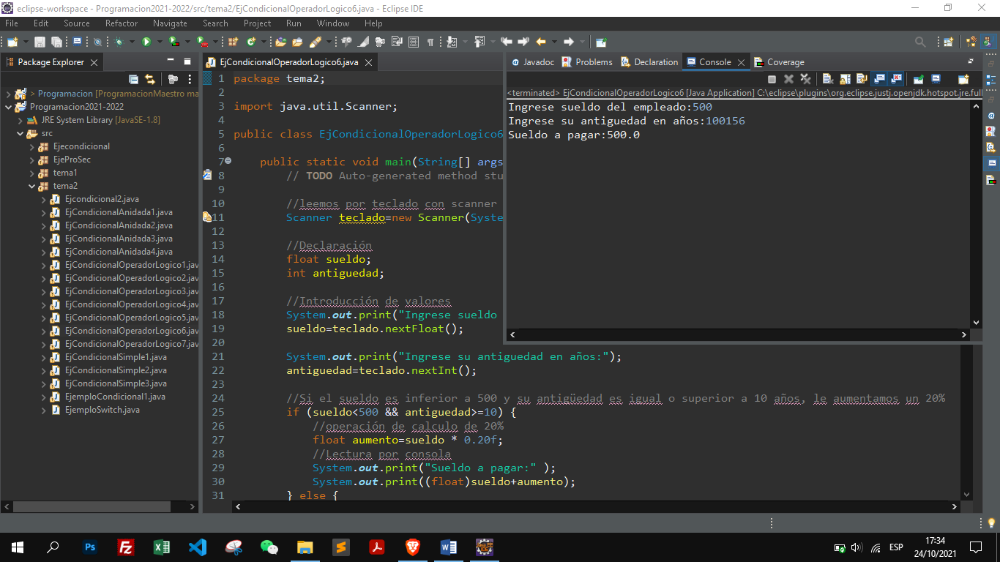 eclipse-workspace - Programacion2021-2022/src/tema2/EjCondicionalOperadorLogico6.java - Eclipse IDE
File Edit Source Refactor Navigate Search Project Run Window Help
Package Explorer
> Programacion [ProgramacionMaestro ma
Programacion2021-2022
JRE System Library [JavaSE-1.8]
src
Ejecondicional
EjeProSec
tema1
tema2
Ejcondicional2.java
EjCondicionalAnidada1.java
EjCondicionalAnidada2.java
EjCondicionalAnidada3.java
EjCondicionalAnidada4.java
EjCondicionalOperadorLogico1.jav
EjCondicionalOperadorLogico2.jav
EjCondicionalOperadorLogico3.jav
EjCondicionalOperadorLogico4.jav
EjCondicionalOperadorLogico5.jav
EjCondicionalOperadorLogico6.jav
EjCondicionalOperadorLogico7.jav
EjCondicionalSimple1.java
EjCondicionalSimple2.java
EjCondicionalSimple3.java
EjemploCondicional1.java
EjemploSwitch.java
EjCondicionalOperadorLogico6.java
1 package tema2;
2
3 import java.util.Scanner;
4
5 public class EjCondicionalOperadorLogico6
6
7 public static void main(String[] args
8 // TODO Auto-generated method stu
9
10 //leemos por teclado con scanner
11 Scanner teclado=new Scanner(Syste
12
13 //Declaración
14 float sueldo;
15 int antiguedad;
16
17 //Introducción de valores
18 System.out.print("Ingrese sueldo
19 sueldo=teclado.nextFloat();
20
21 System.out.print("Ingrese su antiguedad en años:");
22 antiguedad=teclado.nextInt();
23
24 //Si el sueldo es inferior a 500 y su antigüedad es igual o superior a 10 años, le aumentamos un 20%
25 if (sueldo<500 && antiguedad>=10) {
26 //operación de calculo de 20%
27 float aumento=sueldo * 0.20f;
28 //Lectura por consola
29 System.out.print("Sueldo a pagar:" );
30 System.out.print((float)sueldo+aumento);
31 } else {
Javadoc Problems Declaration Console Coverage
<terminated> EjCondicionalOperadorLogico6 [Java Application] C:\eclipse\plugins\org.eclipse.justj.openjdk.hotspot.jre.full
Ingrese sueldo del empleado:500
Ingrese su antiguedad en años:100156
Sueldo a pagar:500.0
ESP
17:34
24/10/2021